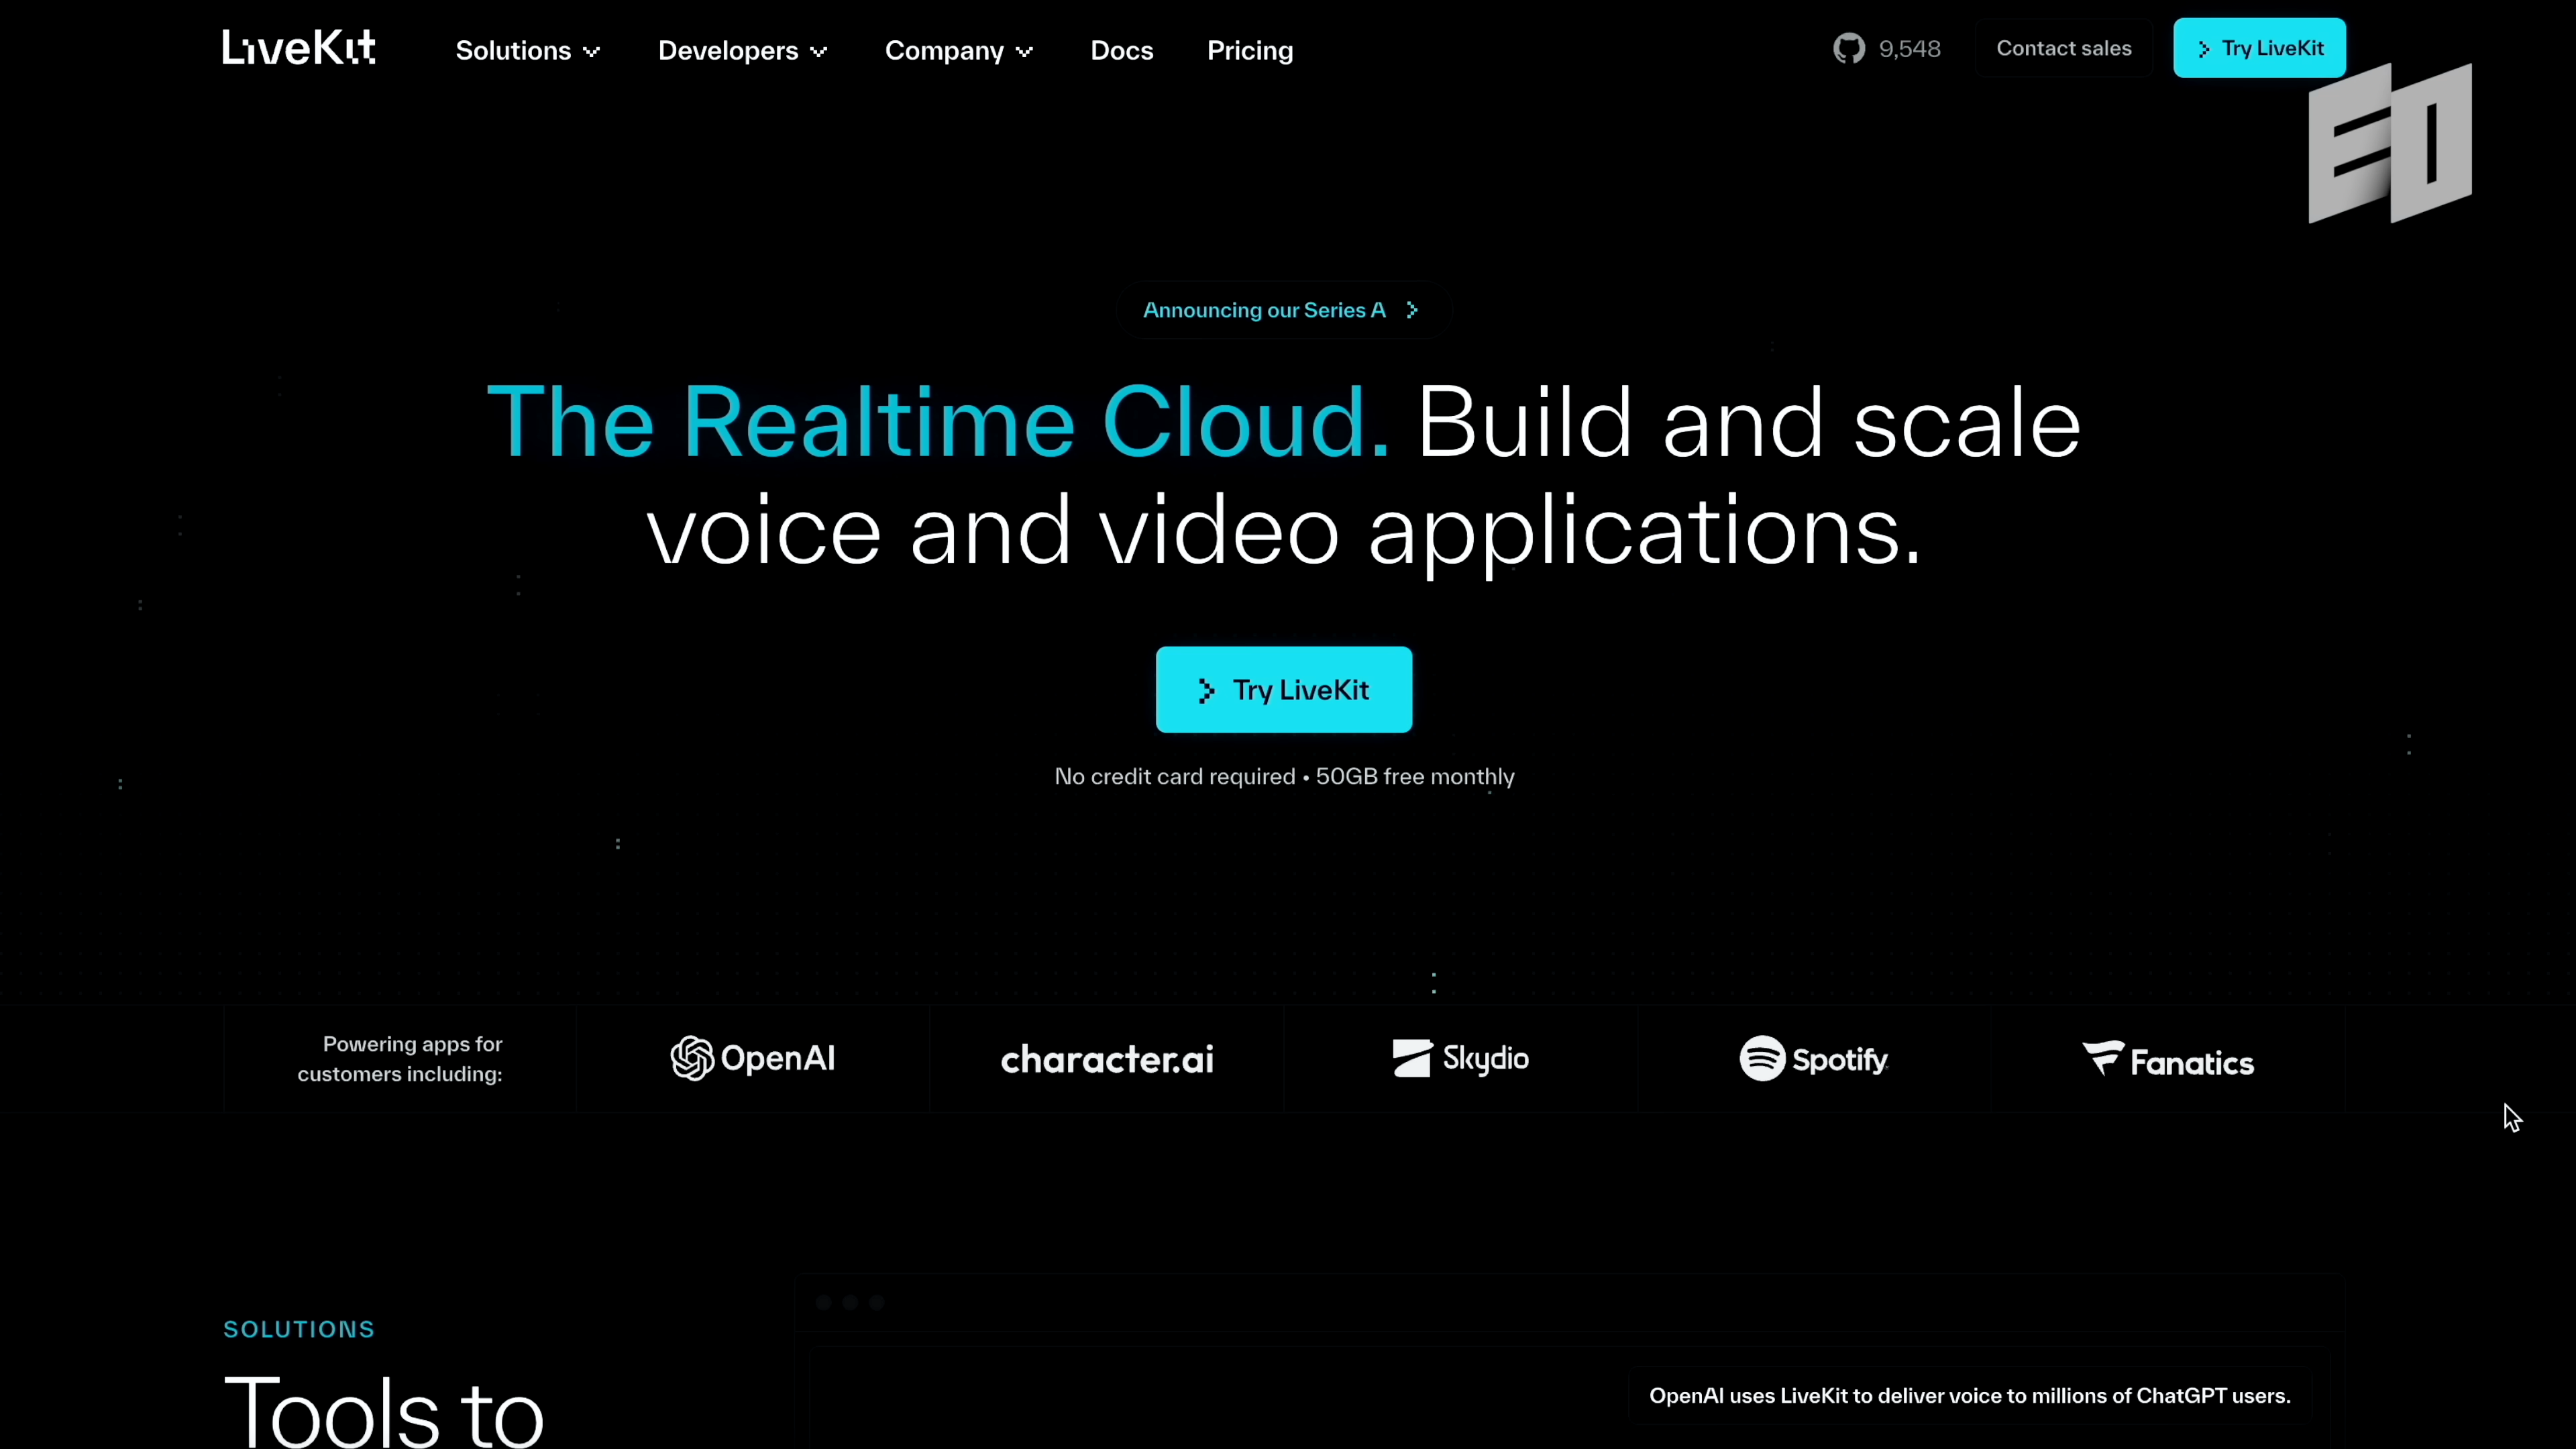 LiveKit
Solutions
Developers
Company
Docs
Pricing
9,548
Contact sales
Try LiveKit
EO
Announcing our Series A
The Realtime Cloud. Build and scale
voice and video applications.
Try LiveKit
No credit card required • 50GB free monthly
Powering apps for
customers including:
OpenAI
character.ai
Skydio
Spotify
Fanatics
SOLUTIONS
Tools to
OpenAI uses LiveKit to deliver voice to millions of ChatGPT users.